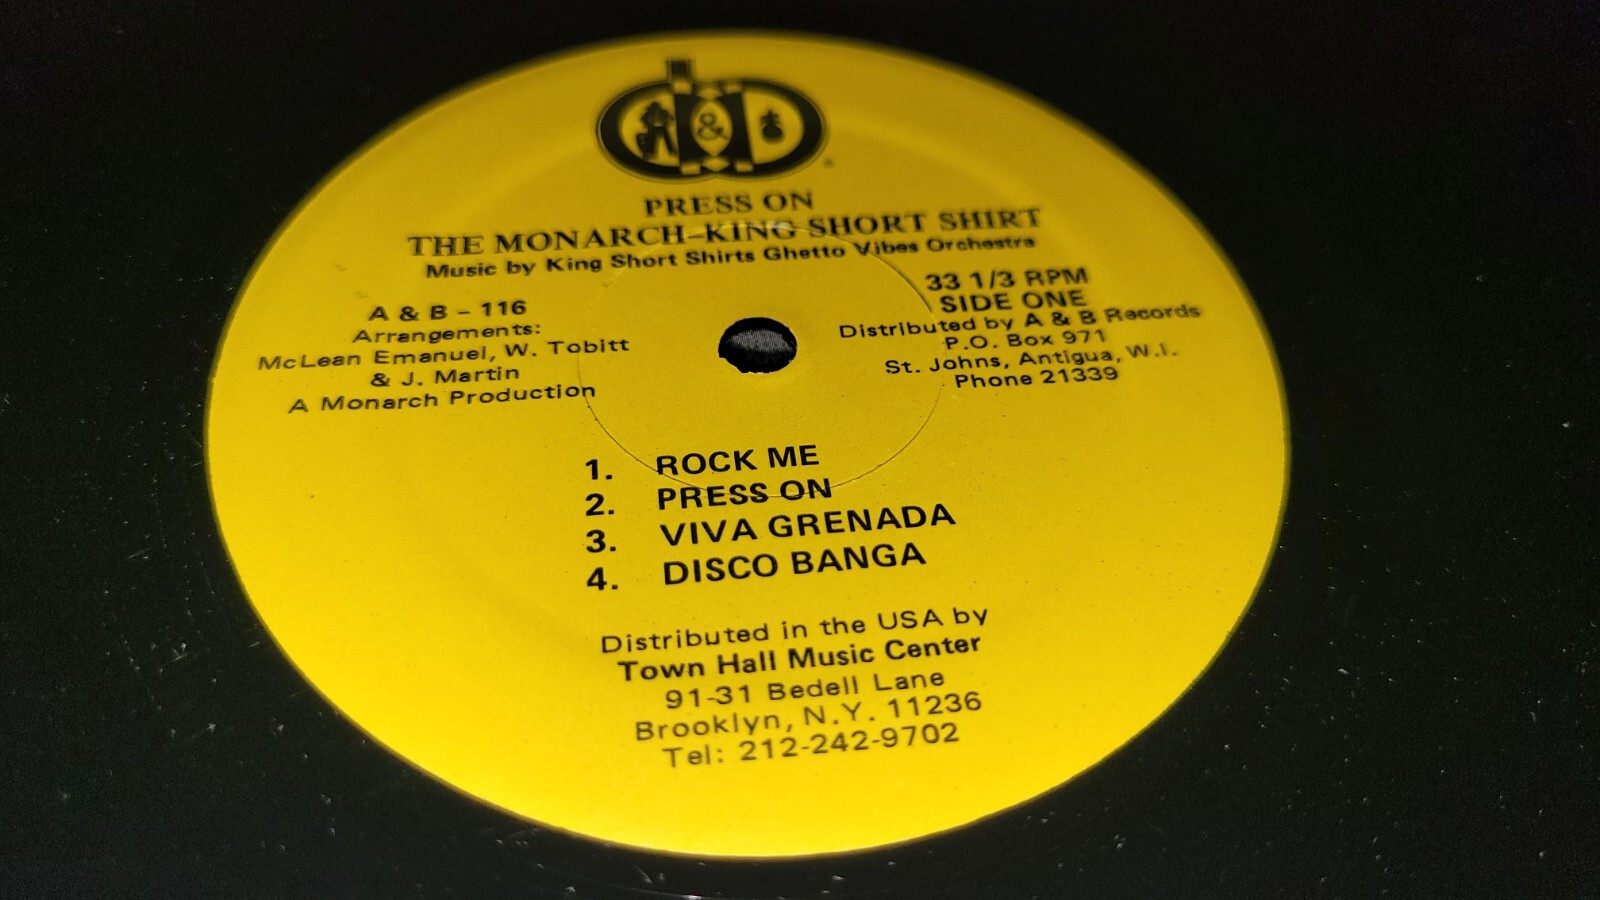 &
PRESS ON
THE MONARCH-KING SHORT SHIRT
Music by King Short Shirts Ghetto Vibes Orchestra
A & B - 116
Arrangements:
McLean Emanuel, W. Tobitt
& J. Martin
A Monarch Production
33 1/3 RPM
SIDE ONE
Distributed by A & B Records
P.O. Box 971
St. Johns, Antigua, W.I.
Phone 21339
1. ROCK ME
2. PRESS ON
3. VIVA GRENADA
4. DISCO BANGA
Distributed in the USA by
Town Hall Music Center
91-31 Bedell Lane
Brooklyn, N.Y. 11236
Tel: 212-242-9702